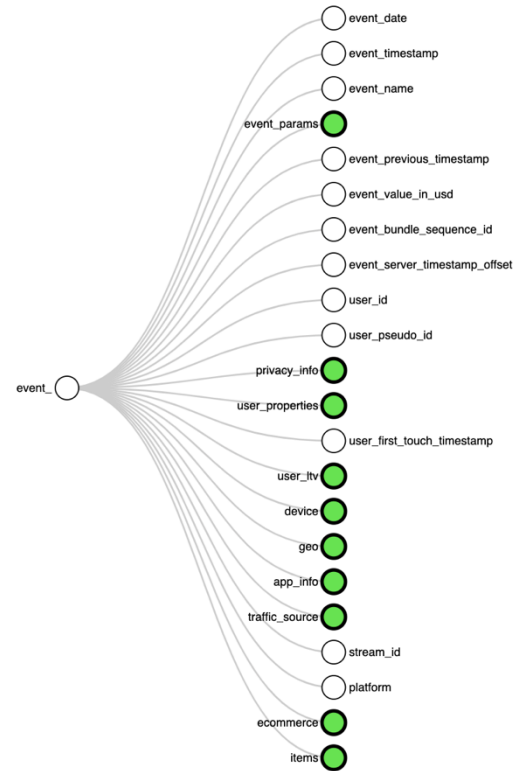 event_date
event_timestamp
event_name
event_params
event_previous_timestamp
event_value_in_usd
event_bundle_sequence_id
event_server_timestamp_offset
user_id
user_pseudo_id
privacy_info
event_
user_properties
user_first_touch_timestamp
user_ltv
device
geo
app_info
traffic_source
stream_id
platform
ecommerce
items